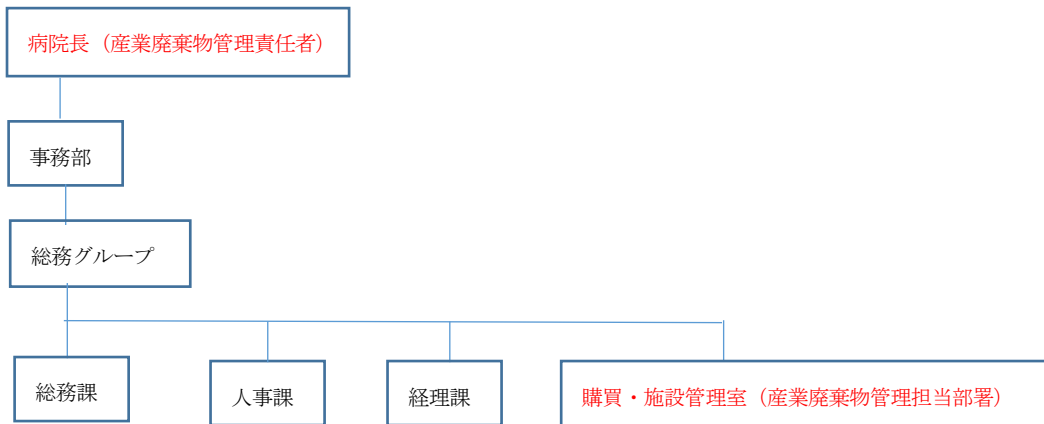 病院長（産業廃棄物管理責任者）
事務部
総務グループ
総務課
人事課
経理課
購買・施設管理室（産業廃棄物管理担当部署）